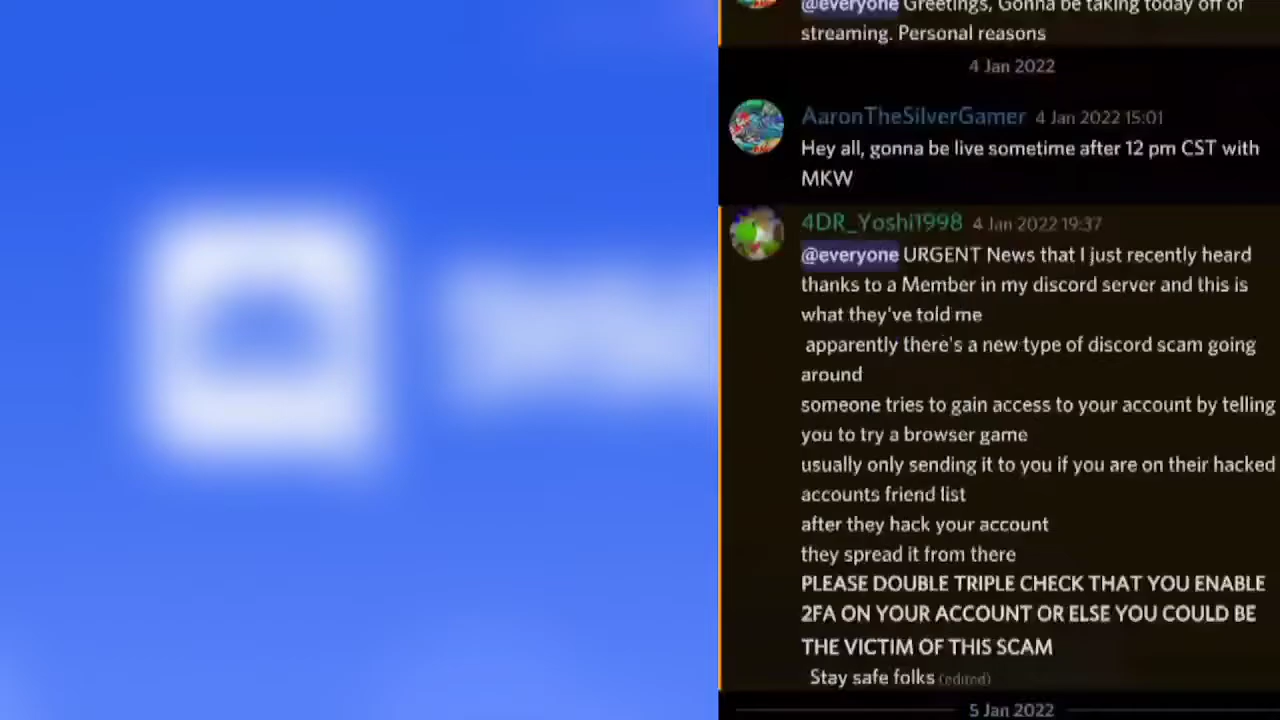 @everyone Greetings, Gonna be taking today off of
streaming. Personal reasons
4 Jan 2022
AaronTheSilverGamer 4 Jan 2022 15:01
Hey all, gonna be live sometime after 12 pm CST with
MKW
4DR_Yoshi1998 4 Jan 2022 19:37
@everyone URGENT News that I just recently heard
thanks to a Member in my discord server and this is
what they've told me
apparently there's a new type of discord scam going
around
someone tries to gain access to your account by telling
you to try a browser game
usually only sending it to you if you are on their hacked
accounts friend list
after they hack your account
they spread it from there
PLEASE DOUBLE TRIPLE CHECK THAT YOU ENABLE
2FA ON YOUR ACCOUNT OR ELSE YOU COULD BE
THE VICTIM OF THIS SCAM
Stay safe folks (edited)
5 Jan 2022